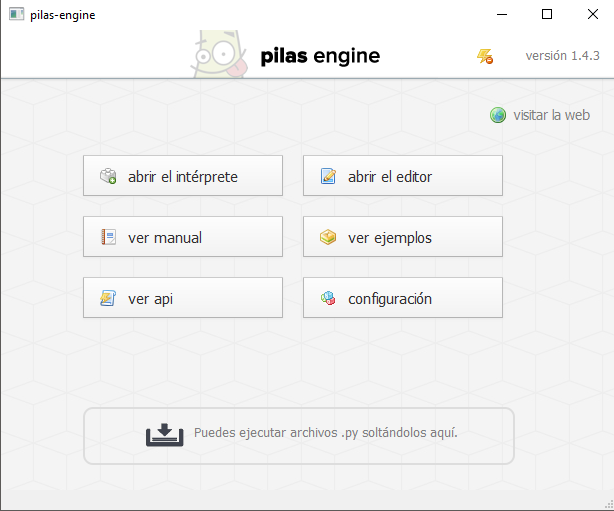 pilas-engine
pilas engine
versión 1.4.3
visitar la web
abrir el intérprete
abrir el editor
ver manual
ver ejemplos
ver api
configuración
Puedes ejecutar archivos .py soltándolos aquí.